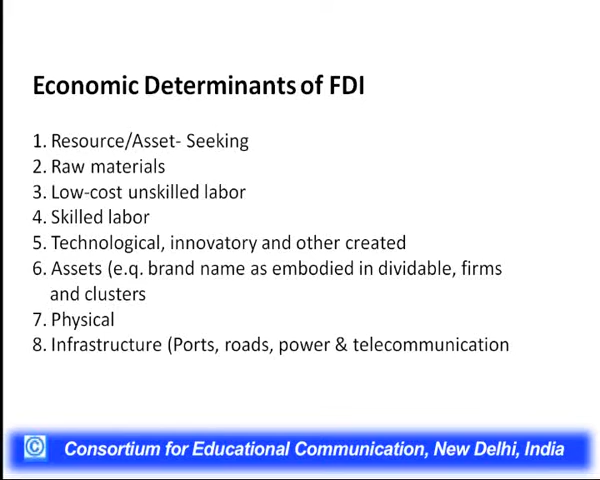 Economic Determinants of FDI
1. Resource/Asset- Seeking
2. Raw materials
3. Low-cost unskilled labor
4. Skilled labor
5. Technological, innovatory and other created
6. Assets (e.q. brand name as embodied in dividable, firms
and clusters
7. Physical
8. Infrastructure (Ports, roads, power & telecommunication
© Consortium for Educational Communication, New Delhi, India